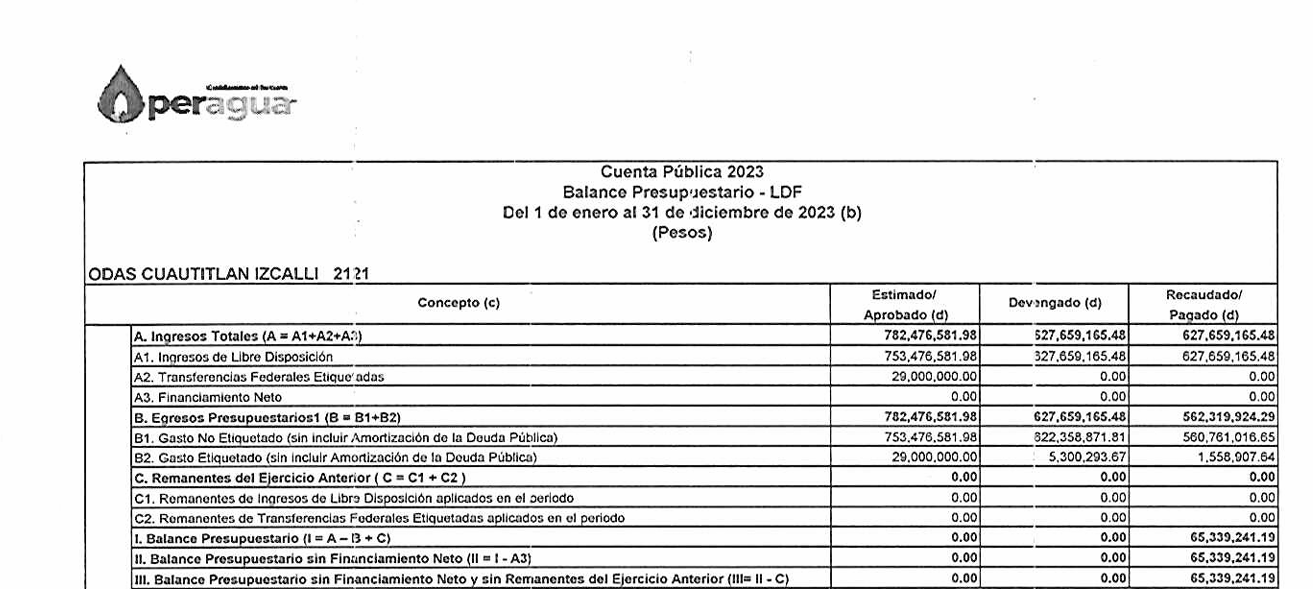 peragua
Cuenta Pública 2023
Balance Presupuestario - LDF
Del 1 de enero al 31 de diciembre de 2023 (b)
(Pesos)
ODAS CUAUTITLAN IZCALLI 2121
Concepto (c) Estimado/ Aprobado (d) Devengado (d) Recaudado/ Pagado (d)
A. Ingresos Totales (A = A1+A2+A3) 782,476,581.98 627,659,165.48 627,659,165.48
A1. Ingresos de Libre Disposición 753,476,581.98 627,659,165.48 627,659,165.48
A2. Transferencias Federales Etiquetadas 29,000,000.00 0.00 0.00
A3. Financiamiento Neto 0.00 0.00 0.00
B. Egresos Presupuestarios1 (B = B1+B2) 782,476,581.98 627,659,165.48 562,319,924.29
B1. Gasto No Etiquetado (sin incluir Amortización de la Deuda Pública) 753,476,581.98 622,358,871.81 560,761,016.65
B2. Gasto Etiquetado (sin incluir Amortización de la Deuda Pública) 29,000,000.00 5,300,293.67 1,558,907.64
C. Remanentes del Ejercicio Anterior ( C = C1 + C2 ) 0.00 0.00 0.00
C1. Remanentes de Ingresos de Libre Disposición aplicados en el periodo 0.00 0.00 0.00
C2. Remanentes de Transferencias Federales Etiquetadas aplicados en el periodo 0.00 0.00 0.00
I. Balance Presupuestario (I = A – B + C) 0.00 0.00 65,339,241.19
II. Balance Presupuestario sin Financiamiento Neto (II = I - A3) 0.00 0.00 65,339,241.19
III. Balance Presupuestario sin Financiamiento Neto y sin Remanentes del Ejercicio Anterior (III= II - C) 0.00 0.00 65,339,241.19